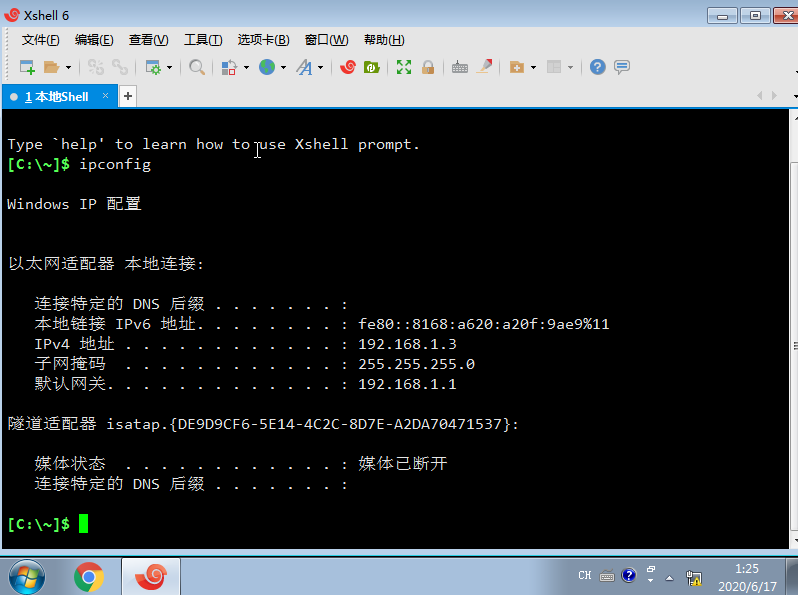 Xshell 6
文件(F) 编辑(E) 查看(V) 工具(T) 选项卡(B) 窗口(W) 帮助(H)
1 本地Shell × +
Type `help' to learn how to use Xshell prompt.
[C:\~]$ ipconfig
Windows IP 配置
以太网适配器 本地连接:
连接特定的 DNS 后缀 . . . . . . . :
本地链接 IPv6 地址. . . . . . . . : fe80::8168:a620:a20f:9ae9%11
IPv4 地址 . . . . . . . . . . . . : 192.168.1.3
子网掩码  . . . . . . . . . . . . : 255.255.255.0
默认网关. . . . . . . . . . . . . : 192.168.1.1
隧道适配器 isatap.{DE9D9CF6-5E14-4C2C-8D7E-A2DA70471537}:
媒体状态  . . . . . . . . . . . . : 媒体已断开
连接特定的 DNS 后缀 . . . . . . . :
[C:\~]$
CH
1:25
2020/6/17